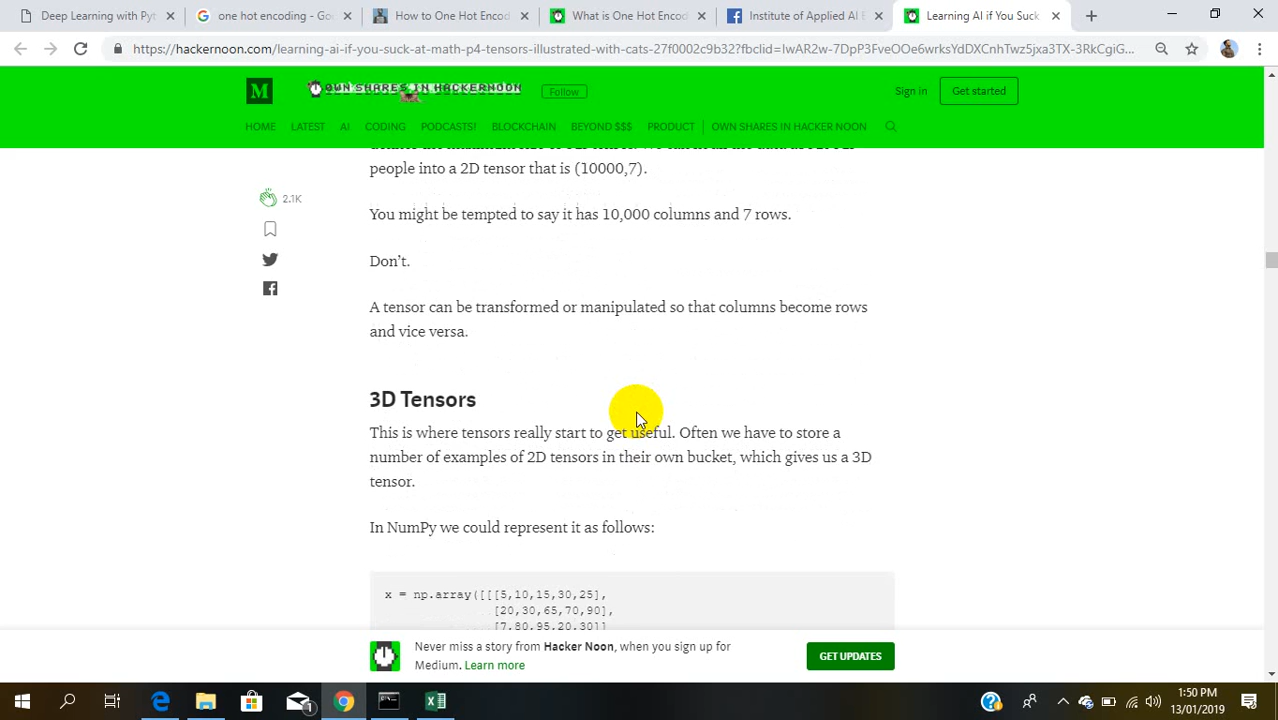 Deep Learning with Pyt
one hot encoding - Goo
How to One Hot Encod
What is One Hot Encod
Institute of Applied AI E
Learning AI if You Suck
https://hackernoon.com/learning-ai-if-you-suck-at-math-p4-tensors-illustrated-with-cats-27f0002c9b32?fbclid=IwAR2w-7DpP3FveOOe6wrksYdDXCnhTwz5jxa3TX-3RkCgiG...
M
OWN SHARES IN HACKERNOON
Follow
Sign in
Get started
HOME LATEST AI CODING PODCASTS! BLOCKCHAIN BEYOND $$$ PRODUCT OWN SHARES IN HACKER NOON
people into a 2D tensor that is (10000,7).
2.1K
You might be tempted to say it has 10,000 columns and 7 rows.
Don’t.
A tensor can be transformed or manipulated so that columns become rows
and vice versa.
3D Tensors
This is where tensors really start to get useful. Often we have to store a
number of examples of 2D tensors in their own bucket, which gives us a 3D
tensor.
In NumPy we could represent it as follows:
x = np.array([[[5,10,15,30,25],
[20,30,65,70,90],
[7,80,95,20,30]]
Never miss a story from Hacker Noon, when you sign up for
Medium. Learn more
GET UPDATES
1:50 PM
13/01/2019